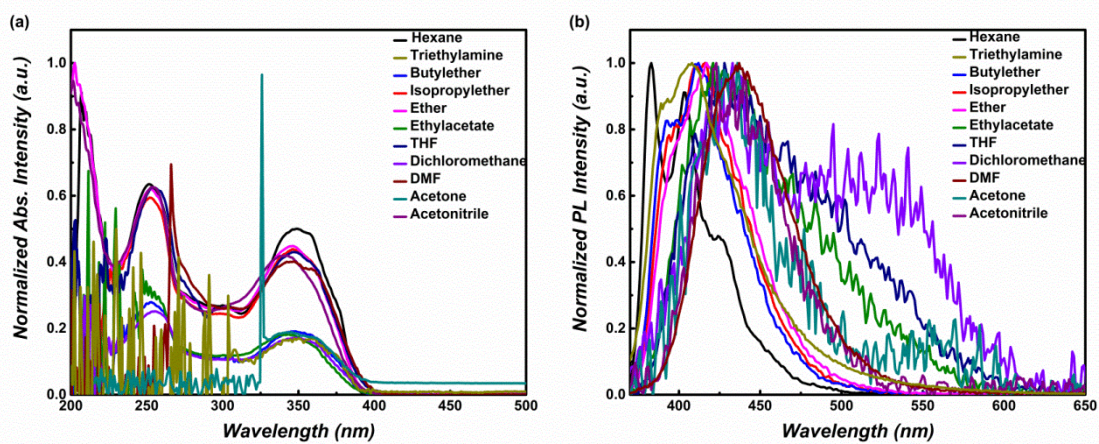 (a)
Normalized Abs. Intensity (a.u.)
1.0
0.8
0.6
0.4
0.2
0.0
200
250
300
350
400
450
500
Wavelength (nm)
Hexane
Triethylamine
Butylether
Isopropylether
Ether
Ethylacetate
THF
Dichloromethane
DMF
Acetone
Acetonitrile
(b)
Normalized PL Intensity (a.u.)
1.0
0.8
0.6
0.4
0.2
0.0
400
450
500
550
600
650
Wavelength (nm)
Hexane
Triethylamine
Butylether
Isopropylether
Ether
Ethylacetate
THF
Dichloromethane
DMF
Acetone
Acetonitrile